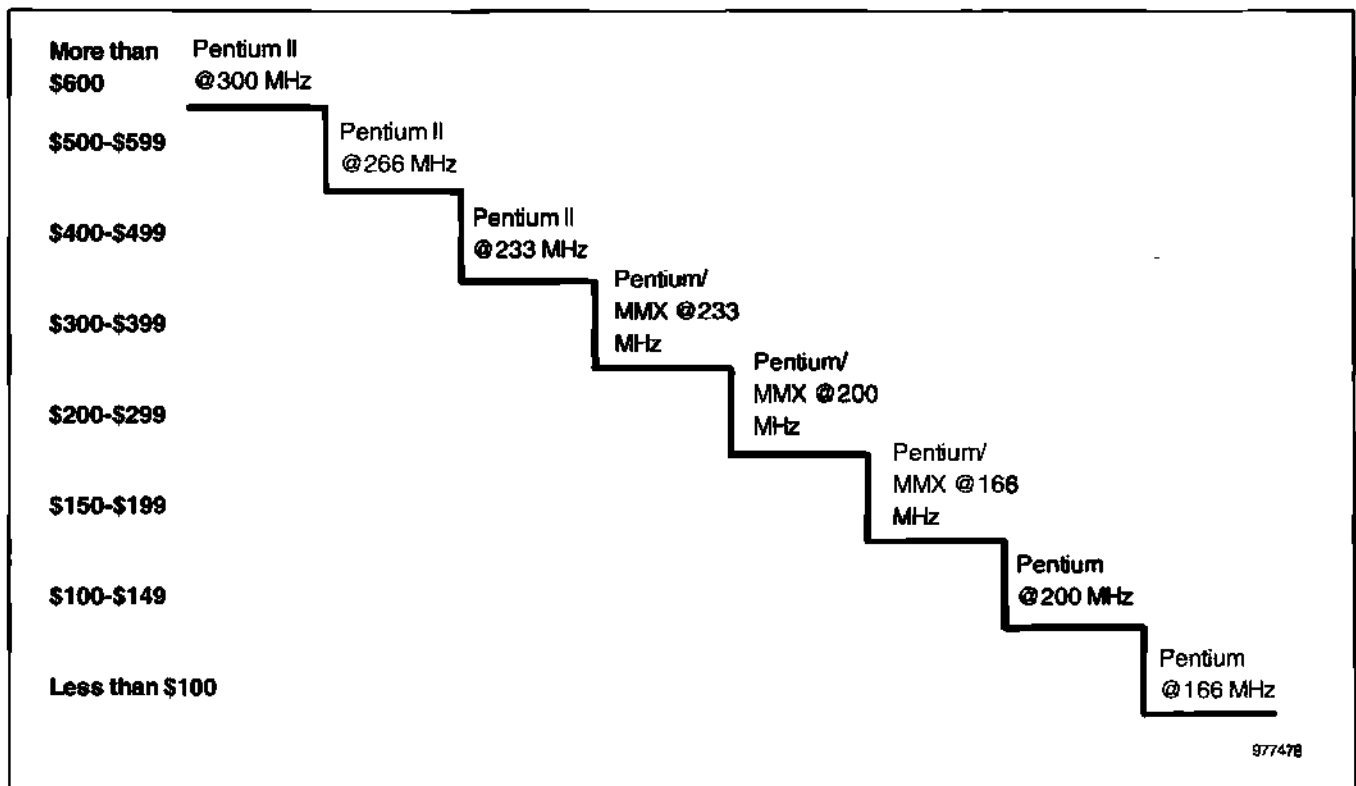 More than
$600
Pentium II
@300 MHz
$500-$599
Pentium II
@266 MHz
$400-$499
Pentium II
@233 MHz
$300-$399
Pentium/
MMX @233
MHz
$200-$299
Pentium/
MMX @200
MHz
$150-$199
Pentium/
MMX @166
MHz
$100-$149
Pentium
@200 MHz
Less than $100
Pentium
@166 MHz
977478